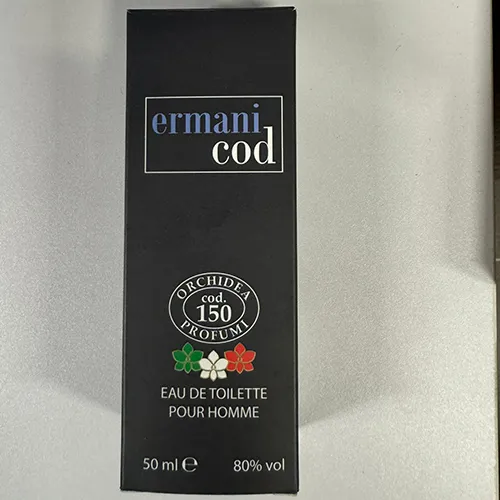 ermani
cod
ORCHIDEA
cod.
150
PROFUMI
EAU DE TOILETTE
POUR HOMME
50 ml ℮ 80% vol